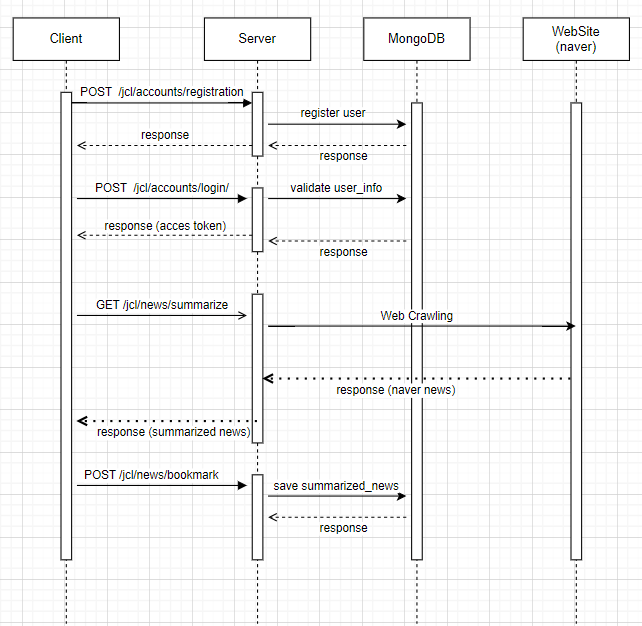 Client
Server
MongoDB
WebSite
(naver)
POST /jcl/accounts/registration
register user
response
response
POST /jcl/accounts/login/
validate user_info
response (acces token)
response
GET /jcl/news/summarize
Web Crawling
response (naver news)
response (summarized news)
POST /jcl/news/bookmark
save summarized_news
response